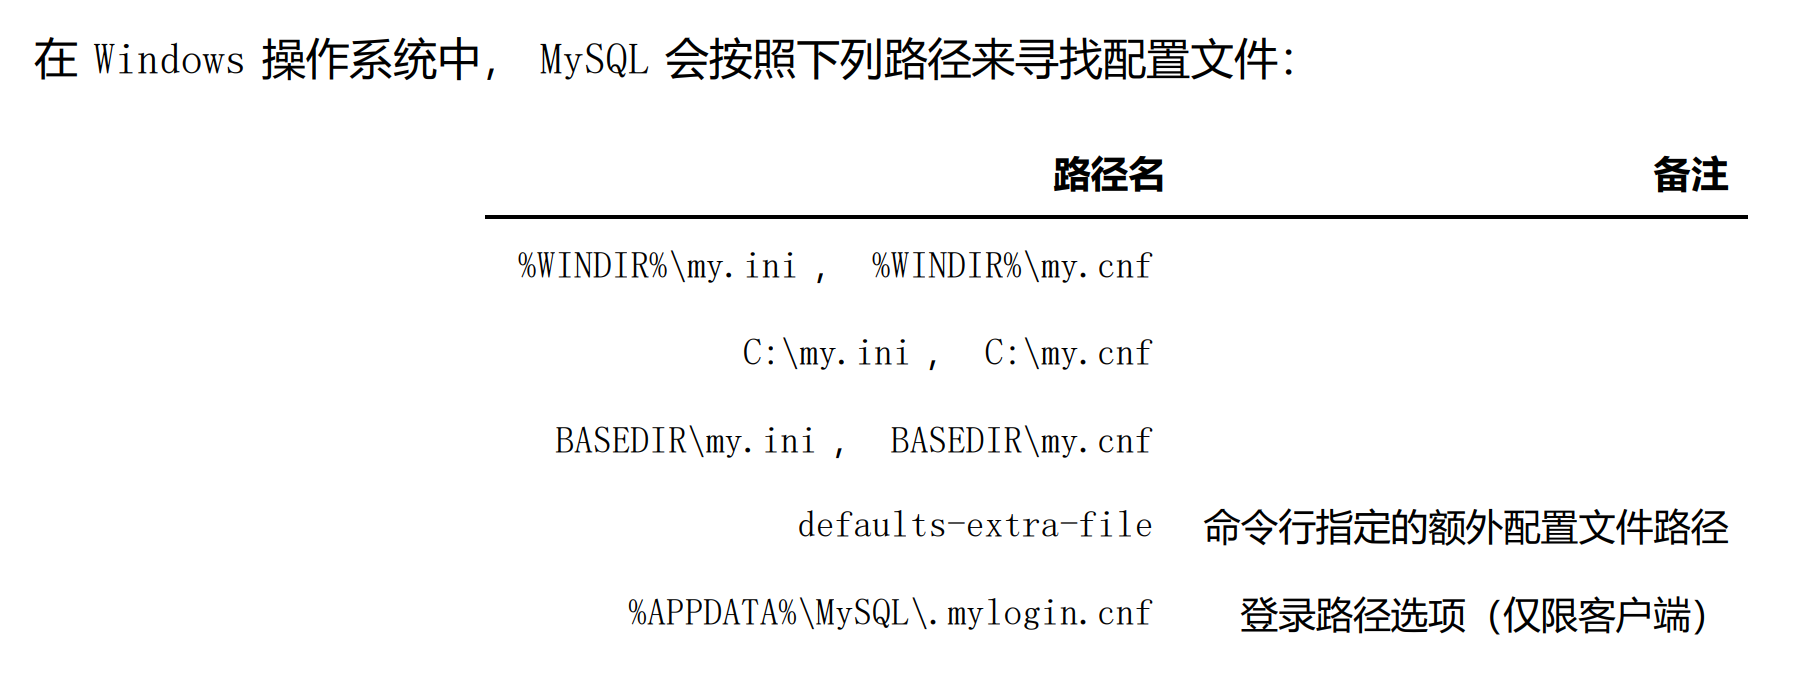 在 Windows 操作系统中， MySQL 会按照下列路径来寻找配置文件：
路径名 备注
%WINDIR%\my.ini ， %WINDIR%\my.cnf
C:\my.ini ， C:\my.cnf
BASEDIR\my.ini ， BASEDIR\my.cnf
defaults-extra-file 命令行指定的额外配置文件路径
%APPDATA%\MySQL\.mylogin.cnf 登录路径选项（仅限客户端）